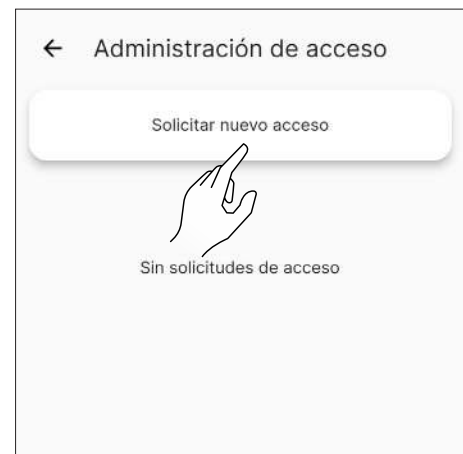 Administración de acceso
Solicitar nuevo acceso
Sin solicitudes de acceso